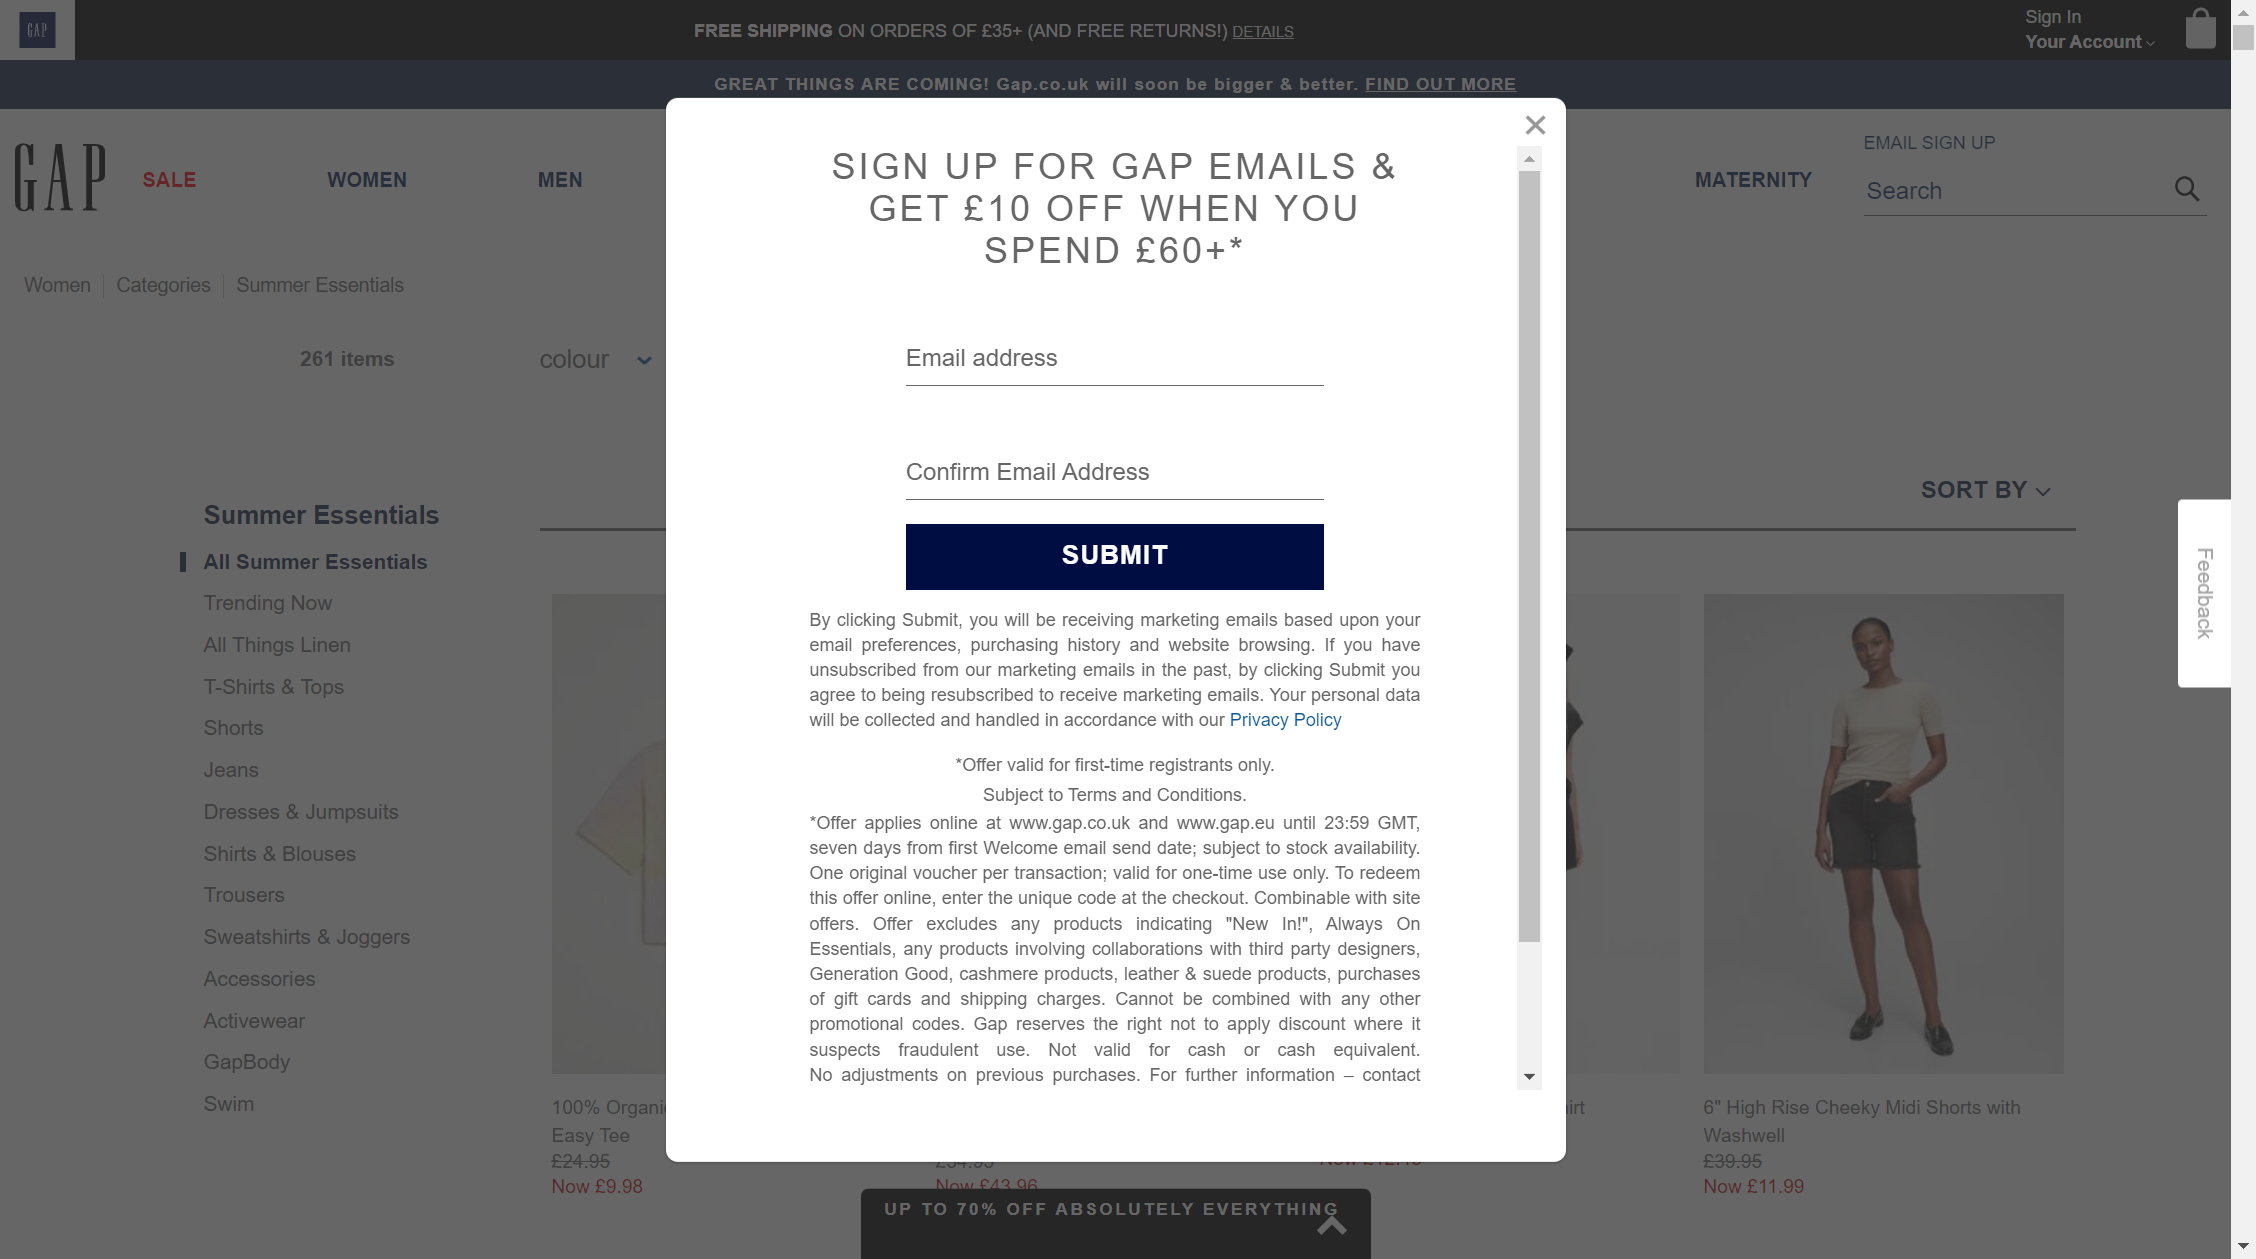 GAP
FREE SHIPPING ON ORDERS OF £35+ (AND FREE RETURNS!) DETAILS
Sign In
Your Account
GREAT THINGS ARE COMING! Gap.co.uk will soon be bigger & better. FIND OUT MORE
GAP
SALE
WOMEN
MEN
MATERNITY
EMAIL SIGN UP
Search
Women
Categories
Summer Essentials
261 items
colour
SORT BY
Summer Essentials
All Summer Essentials
Trending Now
All Things Linen
T-Shirts & Tops
Shorts
Jeans
Dresses & Jumpsuits
Shirts & Blouses
Trousers
Sweatshirts & Joggers
Accessories
Activewear
GapBody
Swim
SIGN UP FOR GAP EMAILS &
GET £10 OFF WHEN YOU
SPEND £60+*
Email address
Confirm Email Address
SUBMIT
By clicking Submit, you will be receiving marketing emails based upon your
email preferences, purchasing history and website browsing. If you have
unsubscribed from our marketing emails in the past, by clicking Submit you
agree to being resubscribed to receive marketing emails. Your personal data
will be collected and handled in accordance with our Privacy Policy
*Offer valid for first-time registrants only.
Subject to Terms and Conditions.
*Offer applies online at www.gap.co.uk and www.gap.eu until 23:59 GMT,
seven days from first Welcome email send date; subject to stock availability.
One original voucher per transaction; valid for one-time use only. To redeem
this offer online, enter the unique code at the checkout. Combinable with site
offers. Offer excludes any products indicating "New In!", Always On
Essentials, any products involving collaborations with third party designers,
Generation Good, cashmere products, leather & suede products, purchases
of gift cards and shipping charges. Cannot be combined with any other
promotional codes. Gap reserves the right not to apply discount where it
suspects fraudulent use. Not valid for cash or cash equivalent.
No adjustments on previous purchases. For further information – contact
Feedback
100% Organi
Easy Tee
£24.95
Now £9.98
Now £43.96
irt
6" High Rise Cheeky Midi Shorts with
Washwell
£39.95
Now £11.99
UP TO 70% OFF ABSOLUTELY EVERYTHING